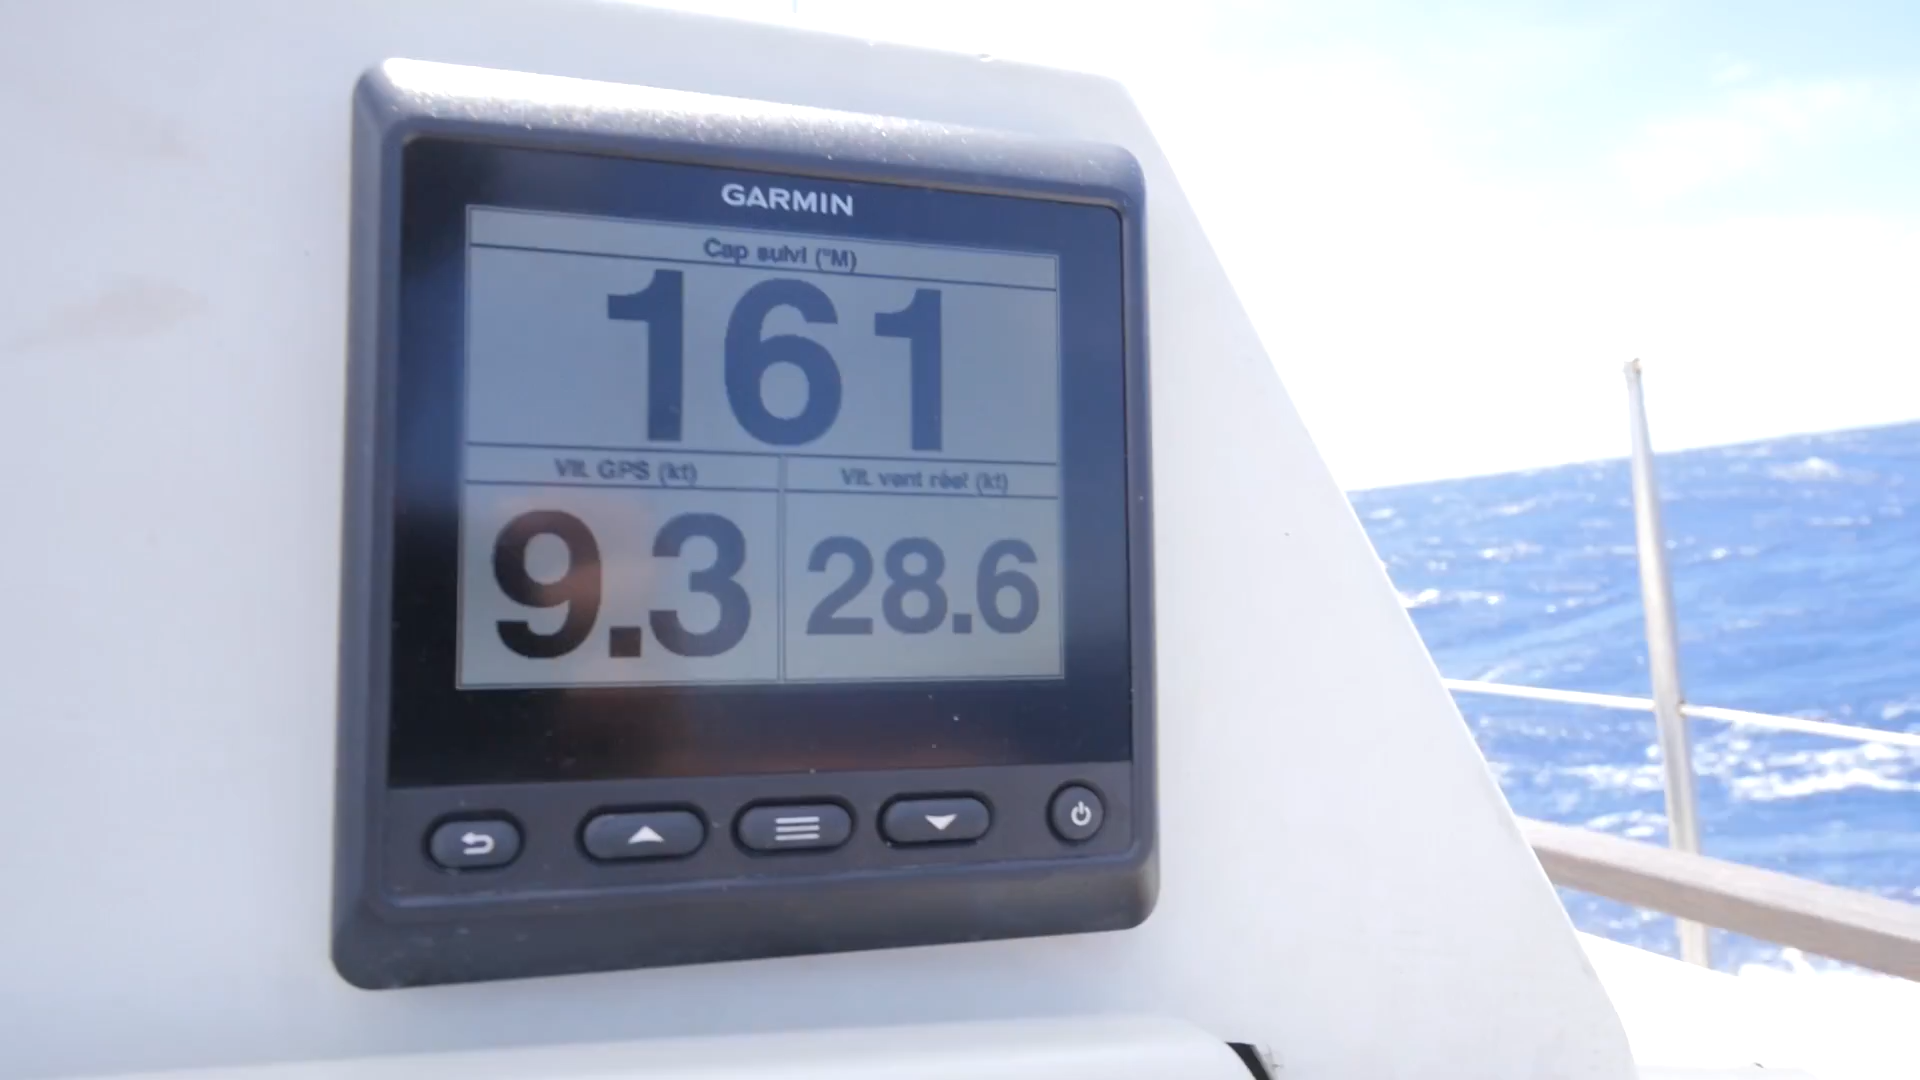 GARMIN
Cap suivi (°M)
161
Vit. GPS (kt)
Vit. vent réel (kt)
9.3
28.6